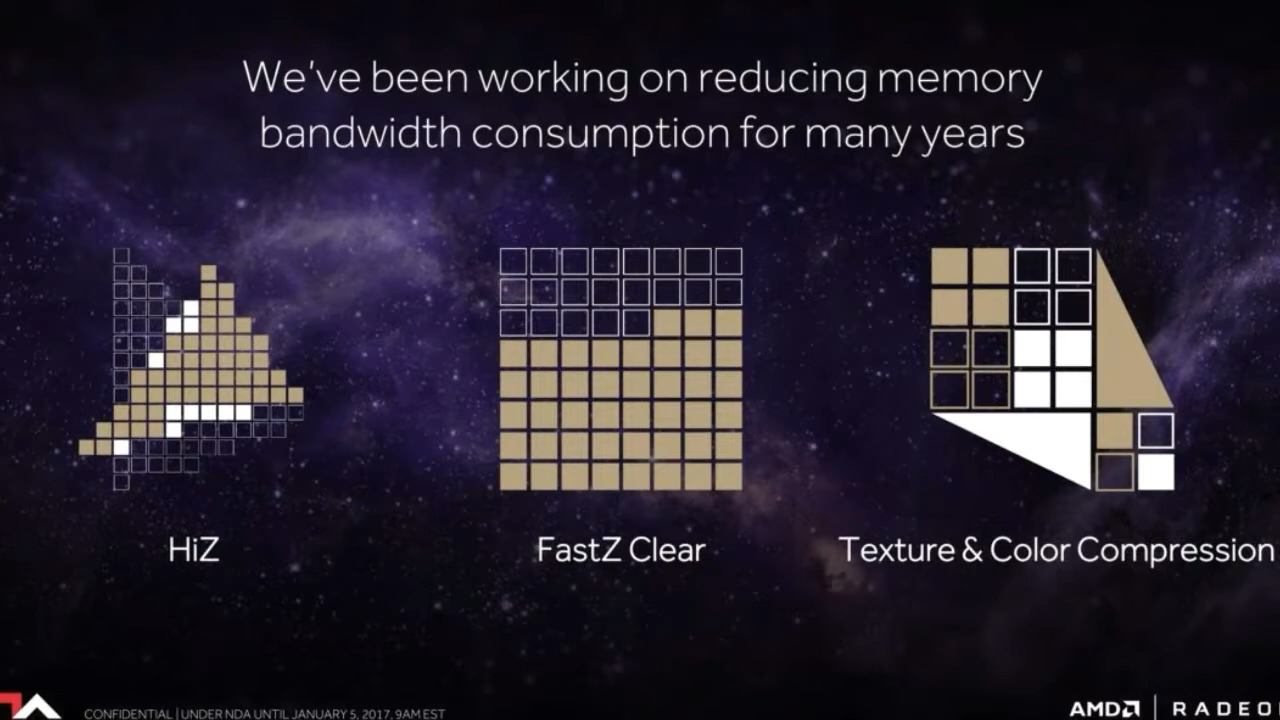 We've been working on reducing memory
bandwidth consumption for many years
HiZ
FastZ Clear
Texture & Color Compression
CONFIDENTIAL | UNDER NDA UNTIL JANUARY 5, 2017, 9AM EST
AMD | RADEO